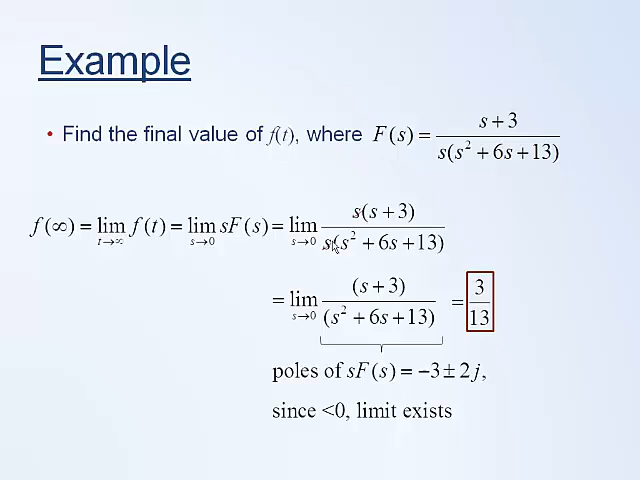 Example
• Find the final value of f(t), where F(s) = (s + 3) / (s(s² + 6s + 13))
f(∞) = lim t→∞ f(t) = lim s→0 sF(s) = lim s→0 s(s + 3) / (s(s² + 6s + 13))
= lim s→0 (s + 3) / (s² + 6s + 13) = 3/13
poles of sF(s) = −3 ± 2j,
since <0, limit exists